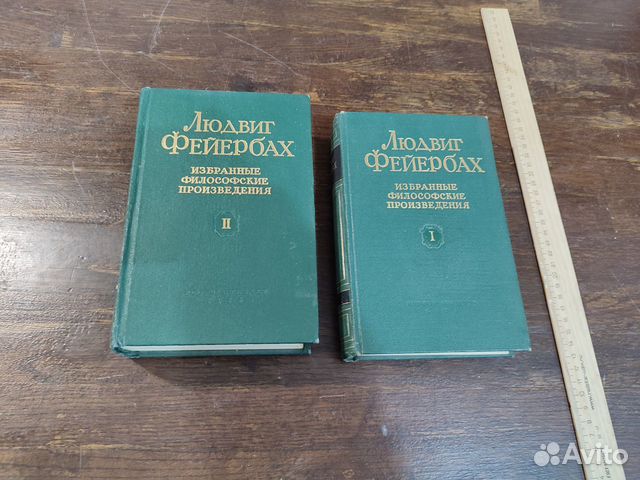 Людвиг
Фейербах
Избранные
философские
произведения
II
Людвиг
Фейербах
Избранные
философские
произведения
I
Avito